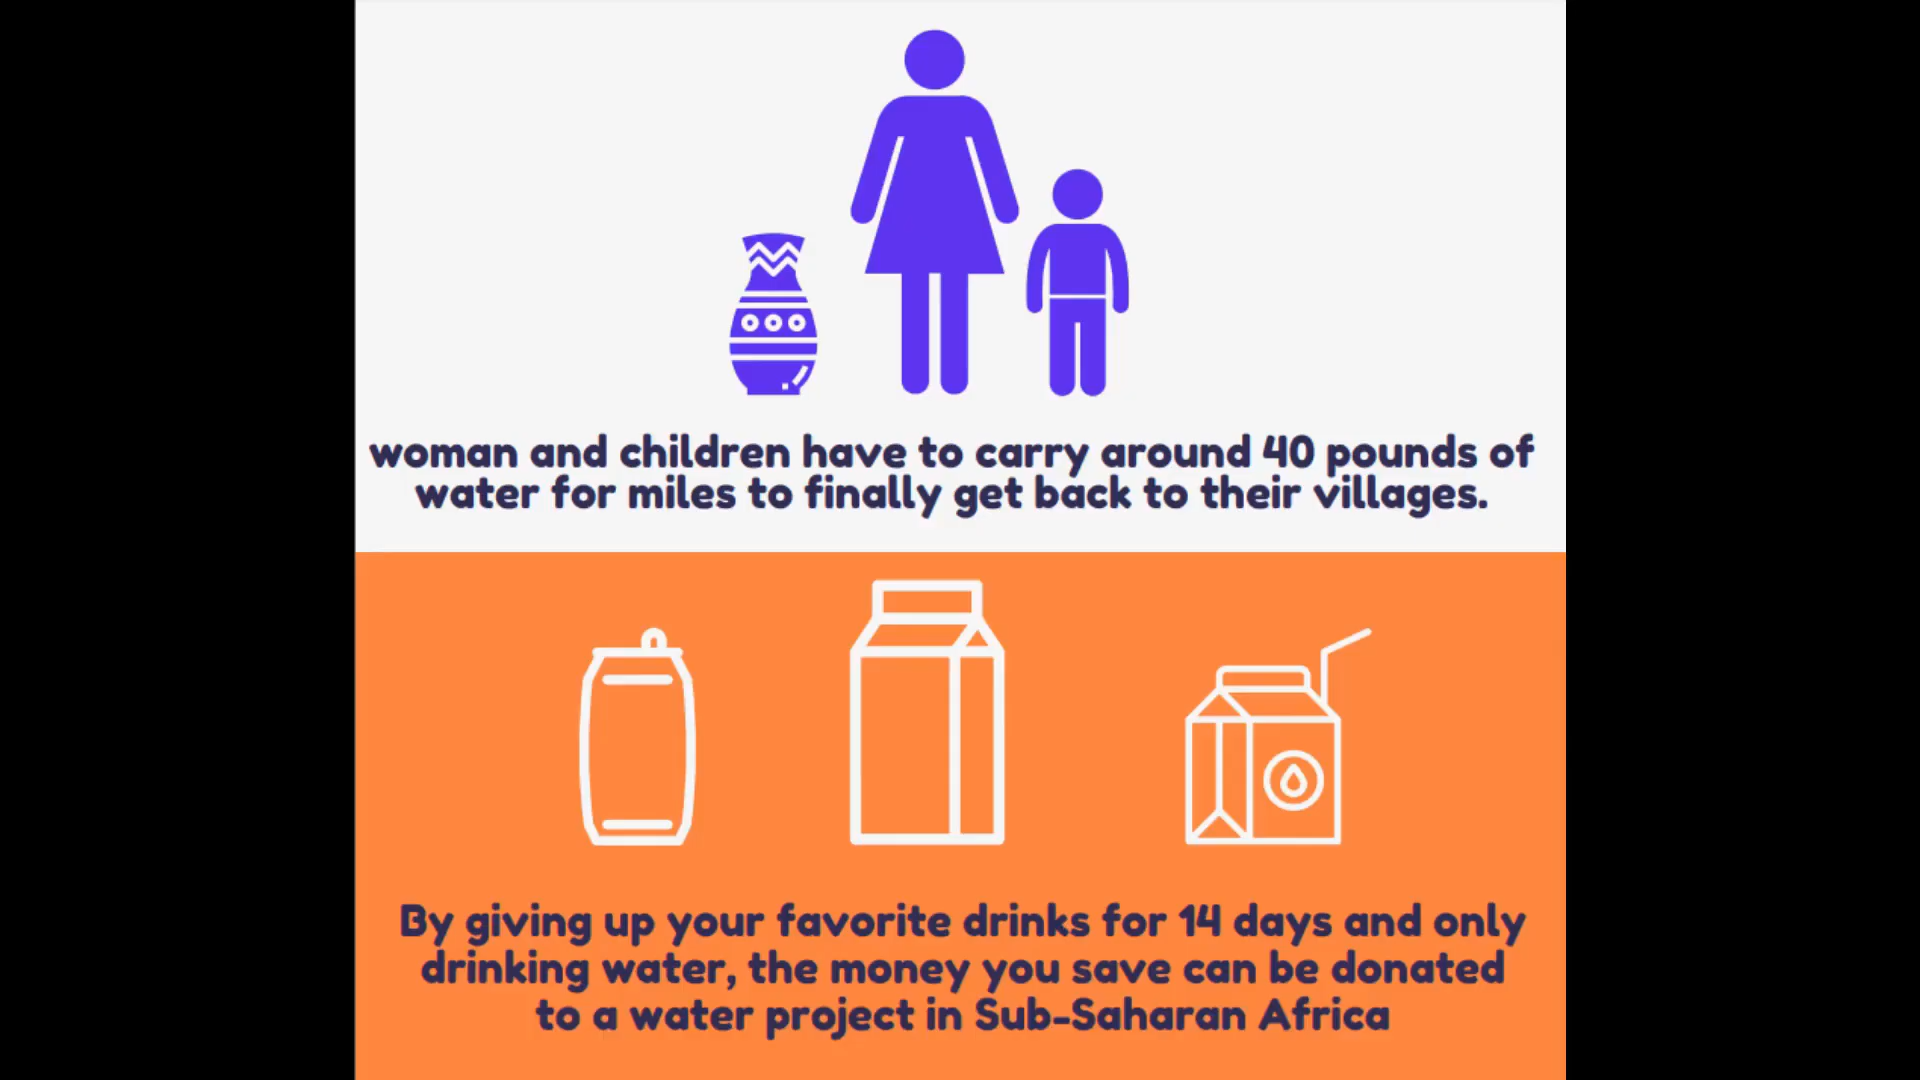 woman and children have to carry around 40 pounds of
water for miles to finally get back to their villages.
By giving up your favorite drinks for 14 days and only
drinking water, the money you save can be donated
to a water project in Sub-Saharan Africa